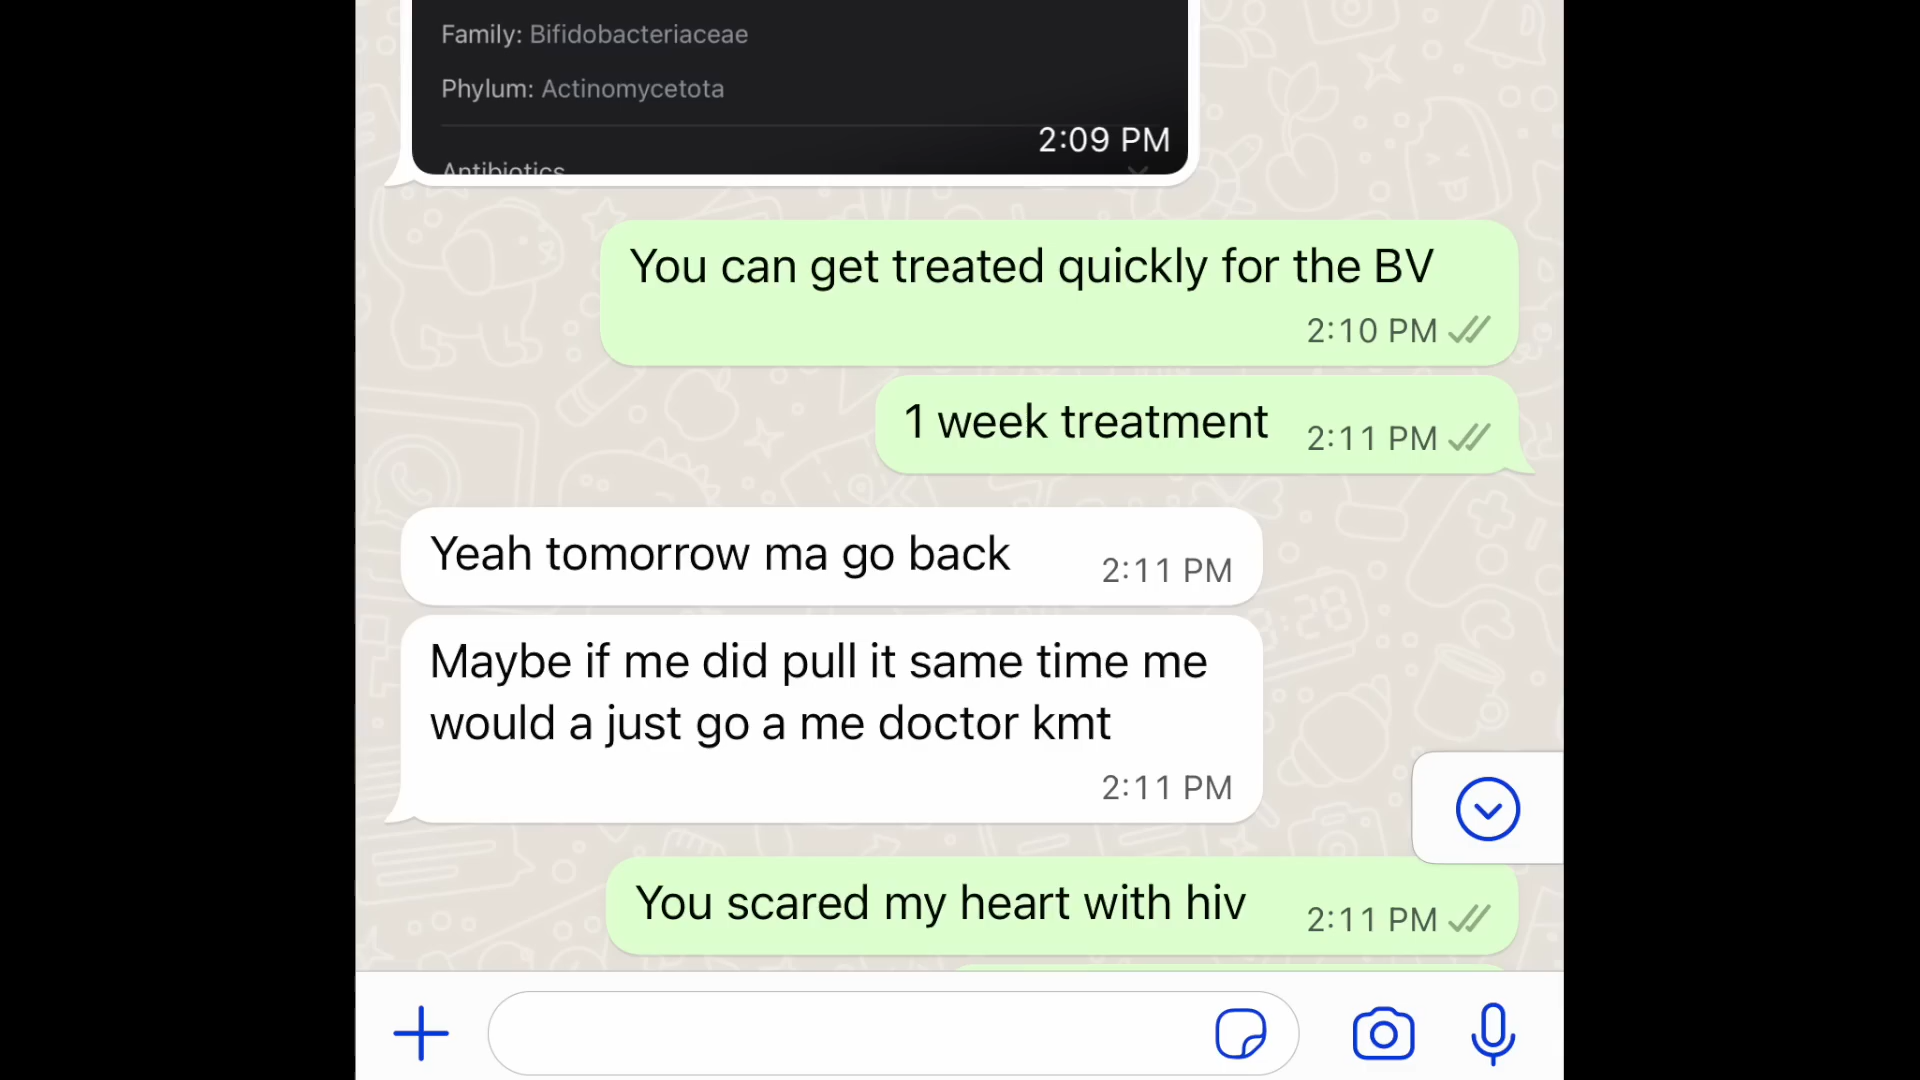 Family: Bifidobacteriaceae
Phylum: Actinomycetota
2:09 PM
Antibiotics
You can get treated quickly for the BV
2:10 PM
1 week treatment 2:11 PM
Yeah tomorrow ma go back 2:11 PM
Maybe if me did pull it same time me
would a just go a me doctor kmt
2:11 PM
You scared my heart with hiv 2:11 PM